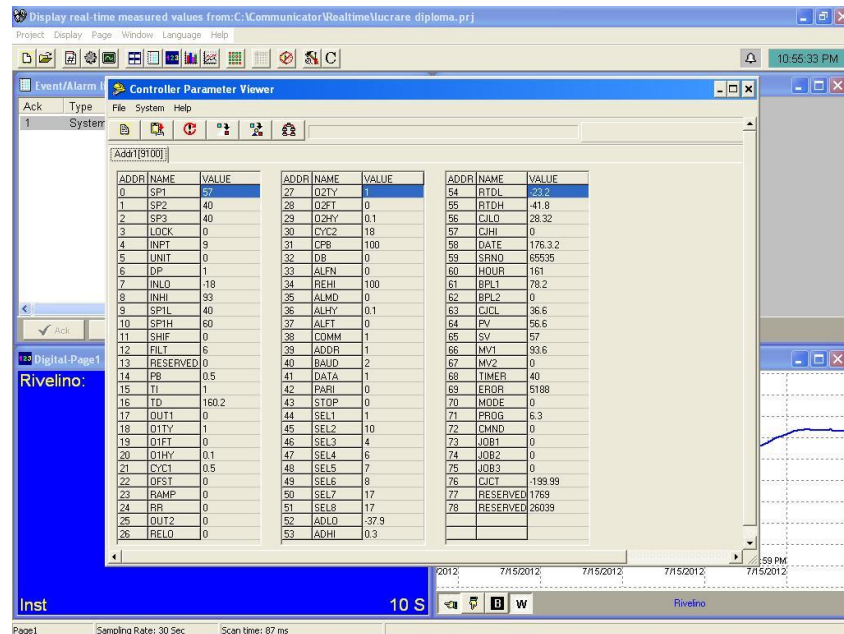 Display real-time measured values from:C:\Communicator\Realtime\lucrare diploma.prj
Project Display Page Window Language Help
C 10:55:33 PM
Event/Alarm
Ack Type
1 System
Ack
Controller Parameter Viewer
File System Help
Addr1[9100]
ADDR NAME VALUE
0 SP1 57
1 SP2 40
2 SP3 40
3 LOCK 0
4 INPT 9
5 UNIT 0
6 DP 1
7 INLO -18
8 INHI 93
9 SP1L 40
10 SP1H 60
11 SHIF 0
12 FILT 6
13 RESERVED 0
14 PB 0.5
15 TI 1
16 TD 160.2
17 OUT1 0
18 O1TY 1
19 O1FT 0
20 O1HY 0.1
21 CYC1 0.5
22 OFST 0
23 RAMP 0
24 RR 0
25 OUT2 0
26 RELO 0
ADDR NAME VALUE
27 O2TY 1
28 O2FT 0
29 O2HY 0.1
30 CYC2 18
31 CPB 100
32 DB 0
33 ALFN 0
34 REHI 100
35 ALMD 0
36 ALHY 0.1
37 ALFT 0
38 COMM 1
39 ADDR 1
40 BAUD 2
41 DATA 1
42 PARI 0
43 STOP 0
44 SEL1 1
45 SEL2 10
46 SEL3 4
47 SEL4 6
48 SEL5 7
49 SEL6 8
50 SEL7 17
51 SEL8 17
52 ADLO -37.9
53 ADHI 0.3
ADDR NAME VALUE
54 RTDL -23.2
55 RTDH -41.8
56 CJLO 28.32
57 CJHI 0
58 DATE 176.3.2
59 SRNO 65535
60 HOUR 161
61 BPL1 78.2
62 BPL2 0
63 CJCL 36.6
64 PV 56.6
65 SV 57
66 MV1 93.6
67 MV2 0
68 TIMER 40
69 EROR 5188
70 MODE 0
71 PROG 6.3
72 CMND 0
73 JOB1 0
74 JOB2 0
75 JOB3 0
76 CJCT -199.99
77 RESERVED 1769
78 RESERVED 26039
Digital-Page1
Rivelino:
Inst 10 S
:59 PM
2012 7/15/2012 7/15/2012 7/15/2012 7/15/2012
B W Rivelino
Page1 Sampling Rate: 30 Sec Scan time: 87 ms